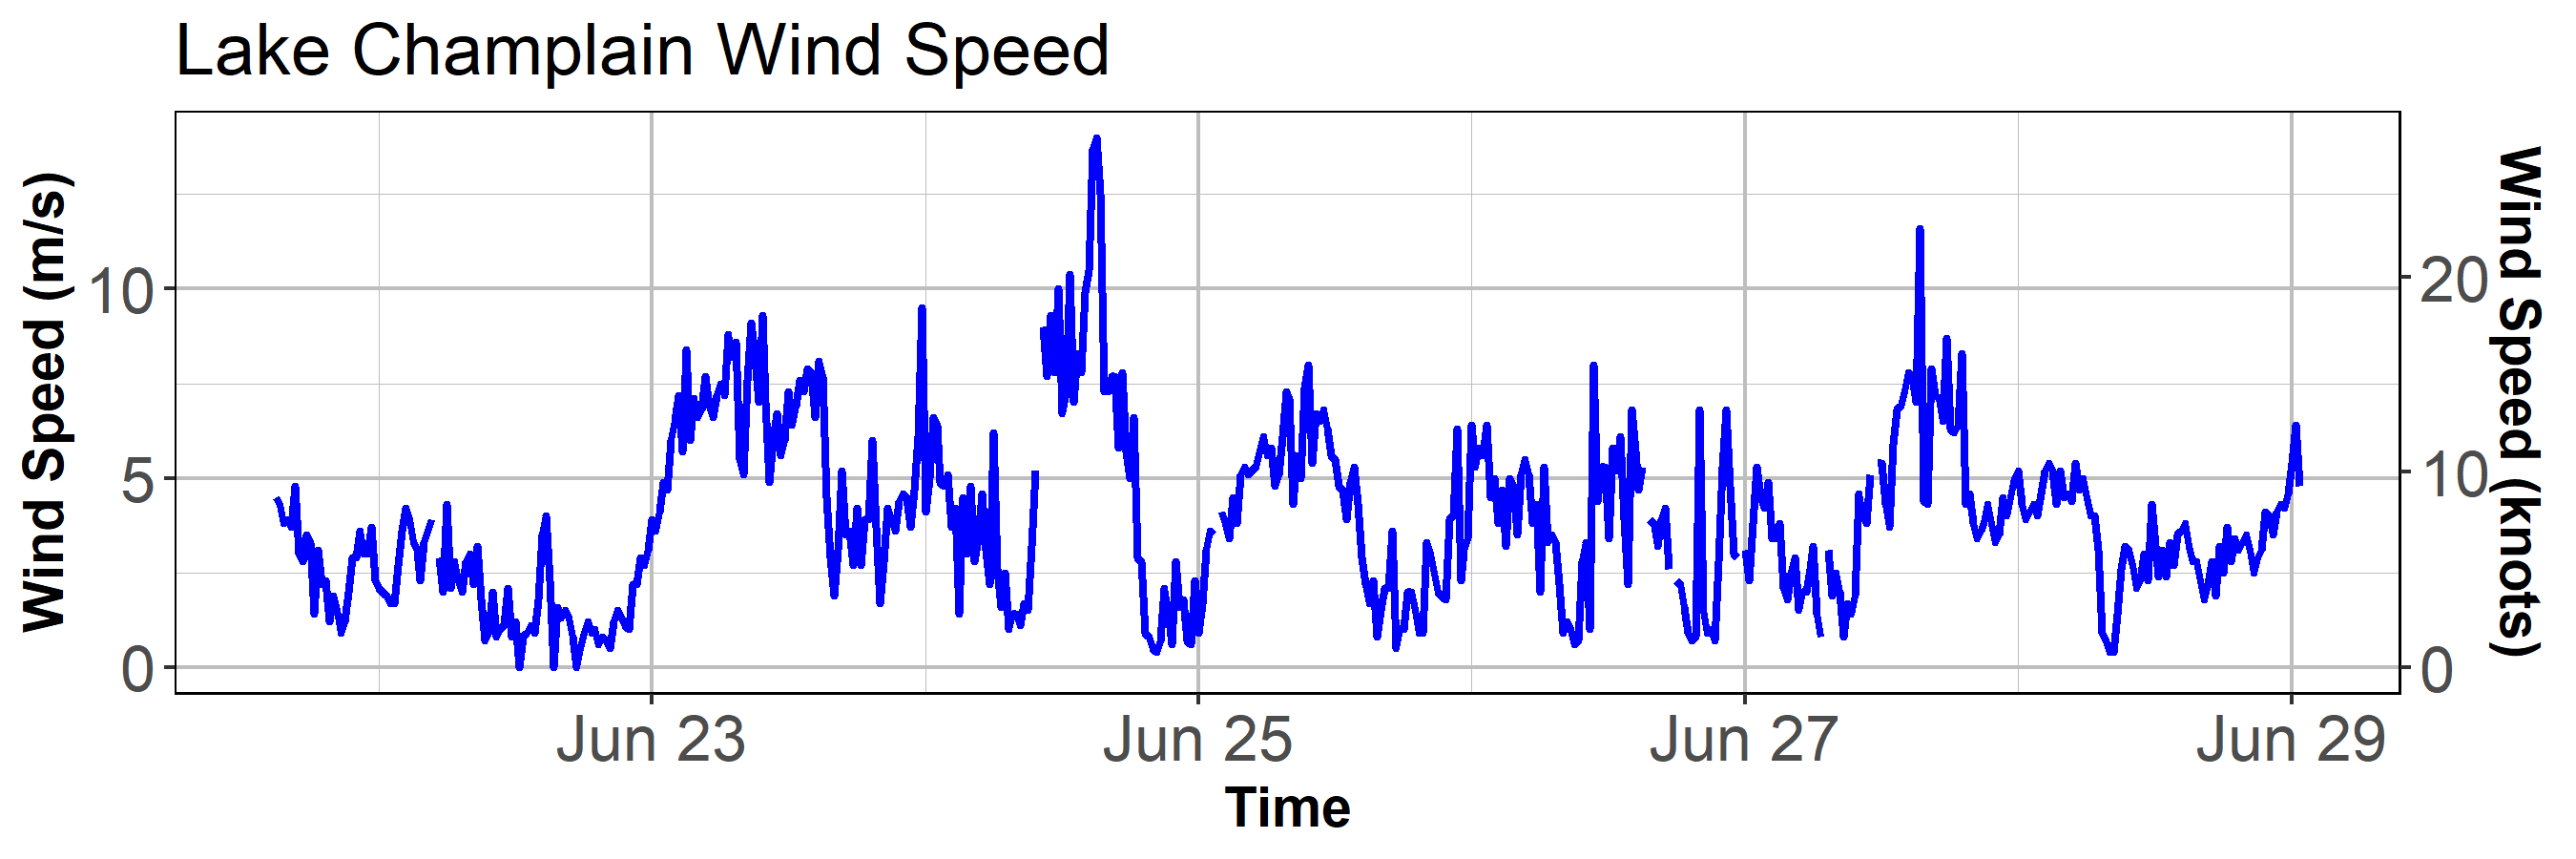 Lake Champlain Wind Speed
Wind Speed (m/s)
10
5
0
20
10
0
Wind Speed (knots)
Jun 23
Jun 25
Jun 27
Jun 29
Time